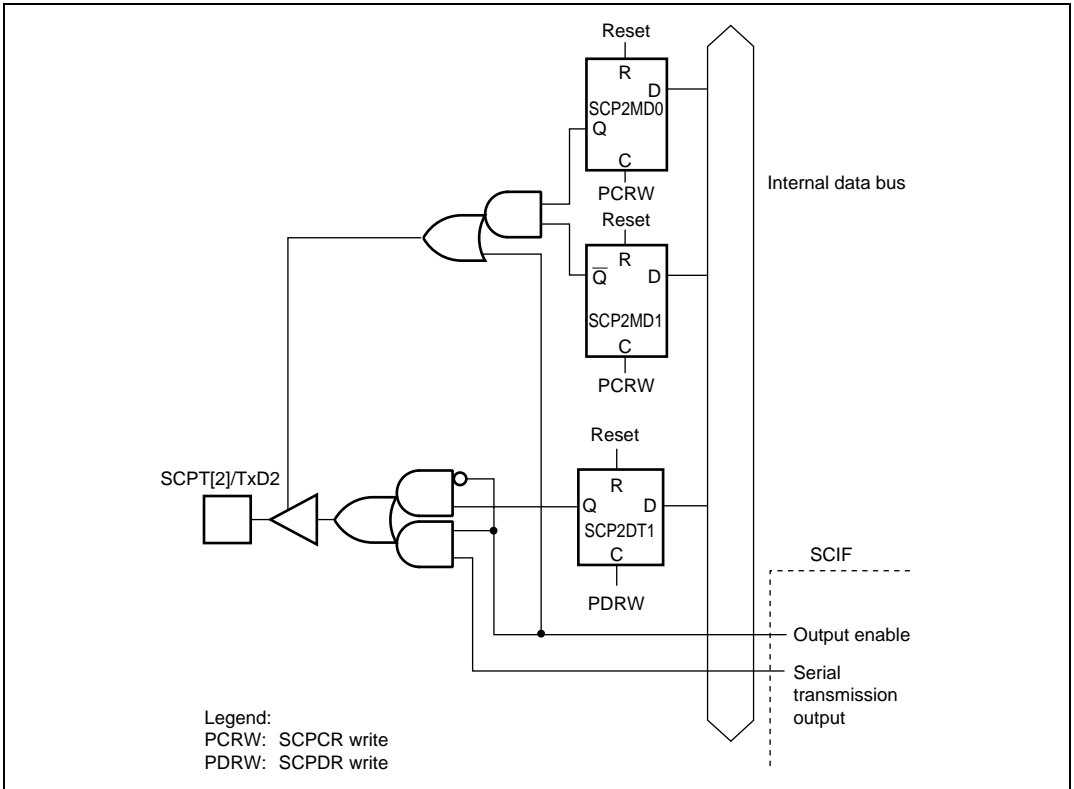 Reset
R
D
SCP2MD0
Q
C
PCRW
Internal data bus
Reset
R
Q̅
D
SCP2MD1
C
PCRW
Reset
SCPT[2]/TxD2
R
Q
D
SCP2DT1
C
SCIF
PDRW
Output enable
Serial
transmission
output
Legend:
PCRW: SCPCR write
PDRW: SCPDR write